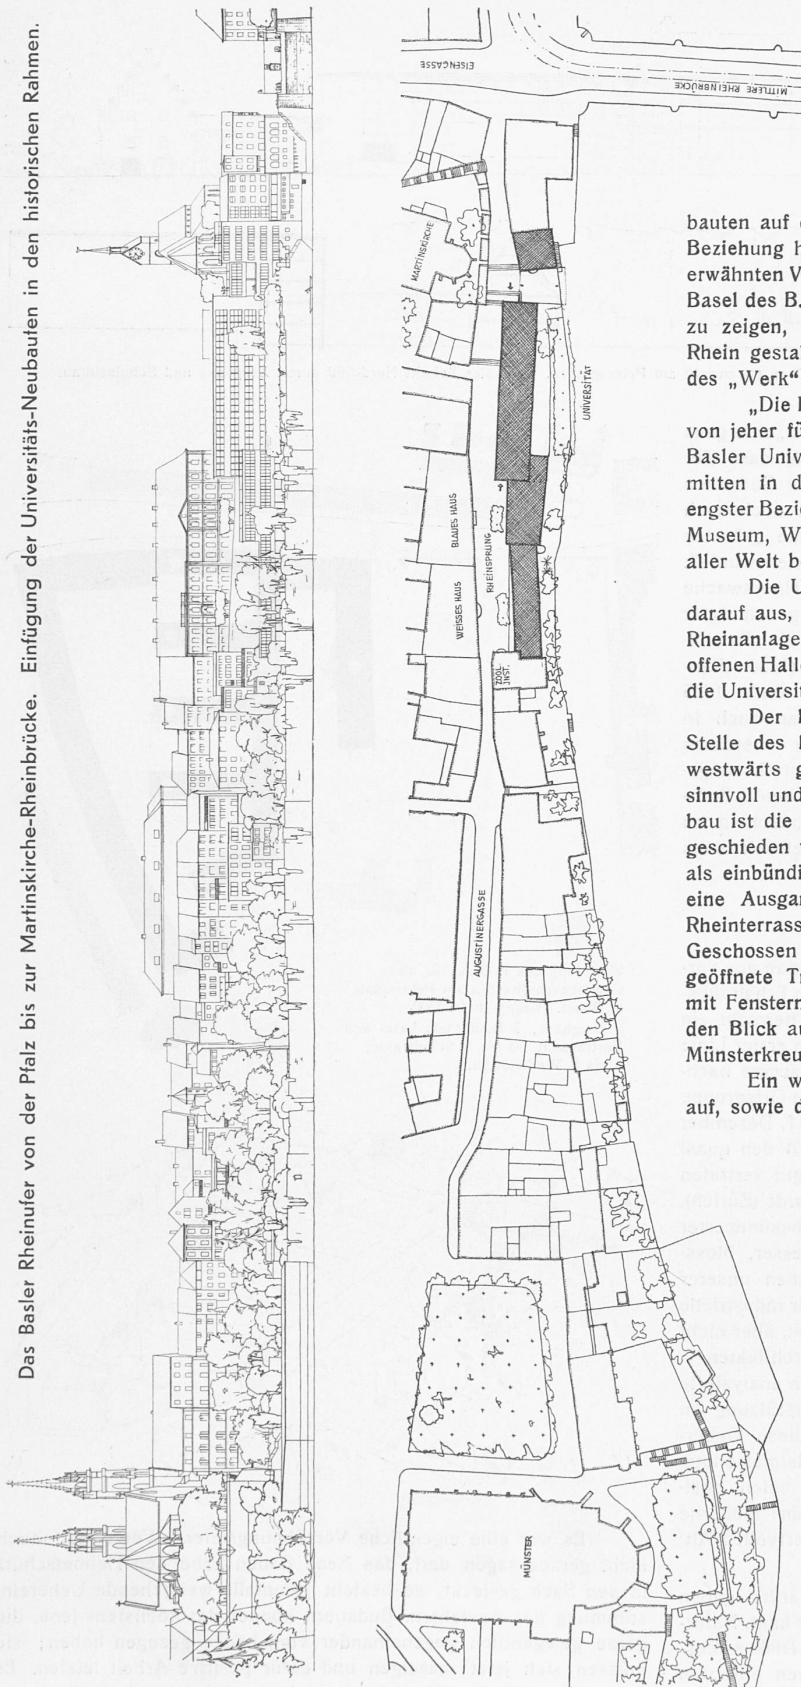 Das Basler Rheinufer von der Pfalz bis zur Martinskirche-Rheinbrücke. Einfügung der Universitäts-Neubauten in den historischen Rahmen.
EISENGASSE
MITTLERE RHEINBRÜCKE
MARTINSKIRCHE
UNIVERSITÄT
BLAUES HAUS
RHEINSPRUNG
WEISSES HAUS
ZOOL.
INST.
AUGUSTINERGASSE
MÜNSTER
bauten auf
Beziehung
erwähnten
Basel des B.
zu zeigen,
Rhein gestal
des „Werk“
„Die
von jeher fü
Basler Univ
mitten in d
engster Bezi
Museum, W
aller Welt b
Die U
darauf aus,
Rheinanlage
offenen Hall
die Universi
Der
Stelle des
westwärts g
sinnvoll und
bau ist die
geschieden
als einbündi
eine Ausgan
Rheinterrass
Geschossen
geöffnete T
mit Fenstern
den Blick au
Münsterkreu
Ein w
auf, sowie d